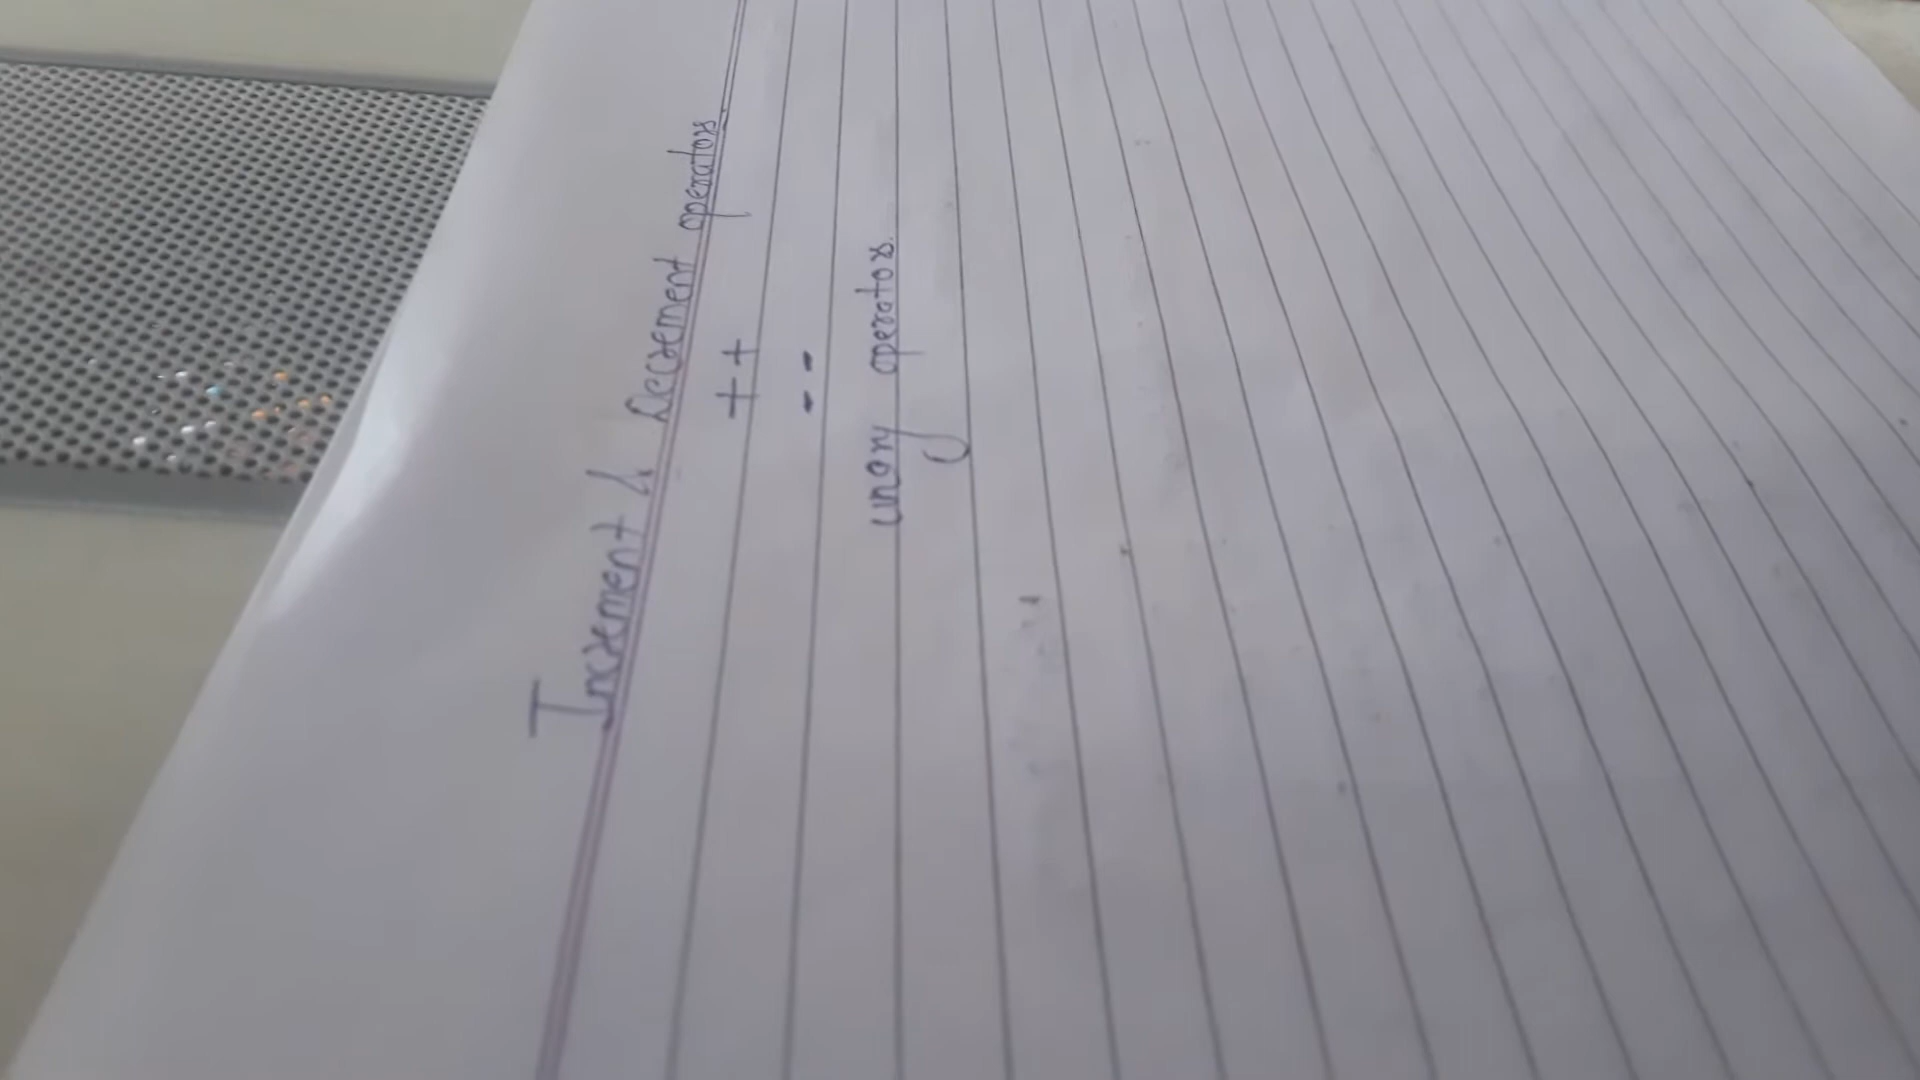 Increment & Decrement operators.
++
--
unary operators.